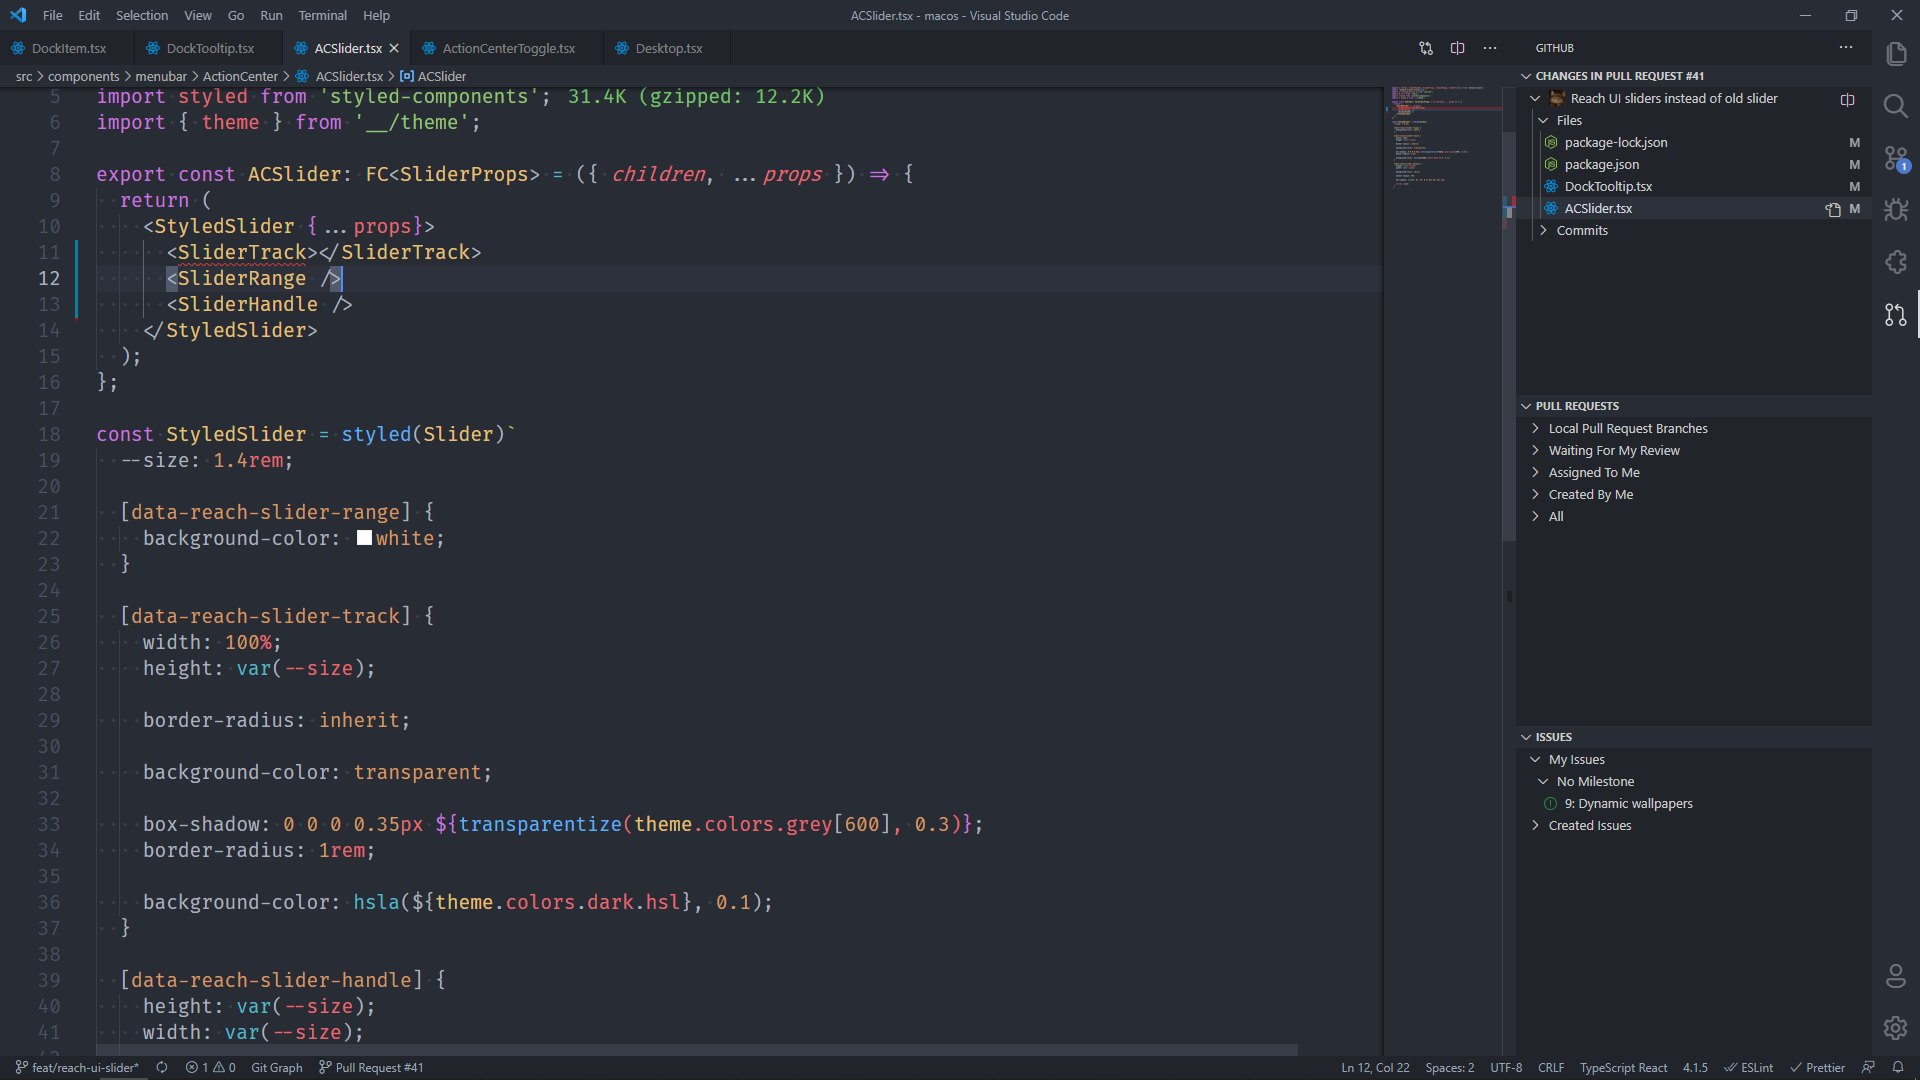 File Edit Selection View Go Run Terminal Help
ACSlider.tsx - macos - Visual Studio Code
DockItem.tsx DockTooltip.tsx ACSlider.tsx ActionCenterToggle.tsx Desktop.tsx
src > components > menubar > ActionCenter > ACSlider.tsx > ACSlider
5 import styled from 'styled-components'; 31.4K (gzipped: 12.2K)
6 import { theme } from '__/theme';
7
8 export const ACSlider: FC<SliderProps> = ({ children, ...props }) => {
9 return (
10 <StyledSlider {...props}>
11 <SliderTrack></SliderTrack>
12 <SliderRange />
13 <SliderHandle />
14 </StyledSlider>
15 );
16 };
17
18 const StyledSlider = styled(Slider)`
19 --size: 1.4rem;
20
21 [data-reach-slider-range] {
22 background-color: white;
23 }
24
25 [data-reach-slider-track] {
26 width: 100%;
27 height: var(--size);
28
29 border-radius: inherit;
30
31 background-color: transparent;
32
33 box-shadow: 0 0 0 0.35px ${transparentize(theme.colors.grey[600], 0.3)};
34 border-radius: 1rem;
35
36 background-color: hsla(${theme.colors.dark.hsl}, 0.1);
37 }
38
39 [data-reach-slider-handle] {
40 height: var(--size);
41 width: var(--size);
GITHUB
CHANGES IN PULL REQUEST #41
Reach UI sliders instead of old slider
Files
package-lock.json M
package.json M
DockTooltip.tsx M
ACSlider.tsx M
Commits
PULL REQUESTS
Local Pull Request Branches
Waiting For My Review
Assigned To Me
Created By Me
All
ISSUES
My Issues
No Milestone
9: Dynamic wallpapers
Created Issues
1
feat/reach-ui-slider* 1 0 Git Graph Pull Request #41
Ln 12, Col 22 Spaces: 2 UTF-8 CRLF TypeScript React 4.1.5 ESLint Prettier